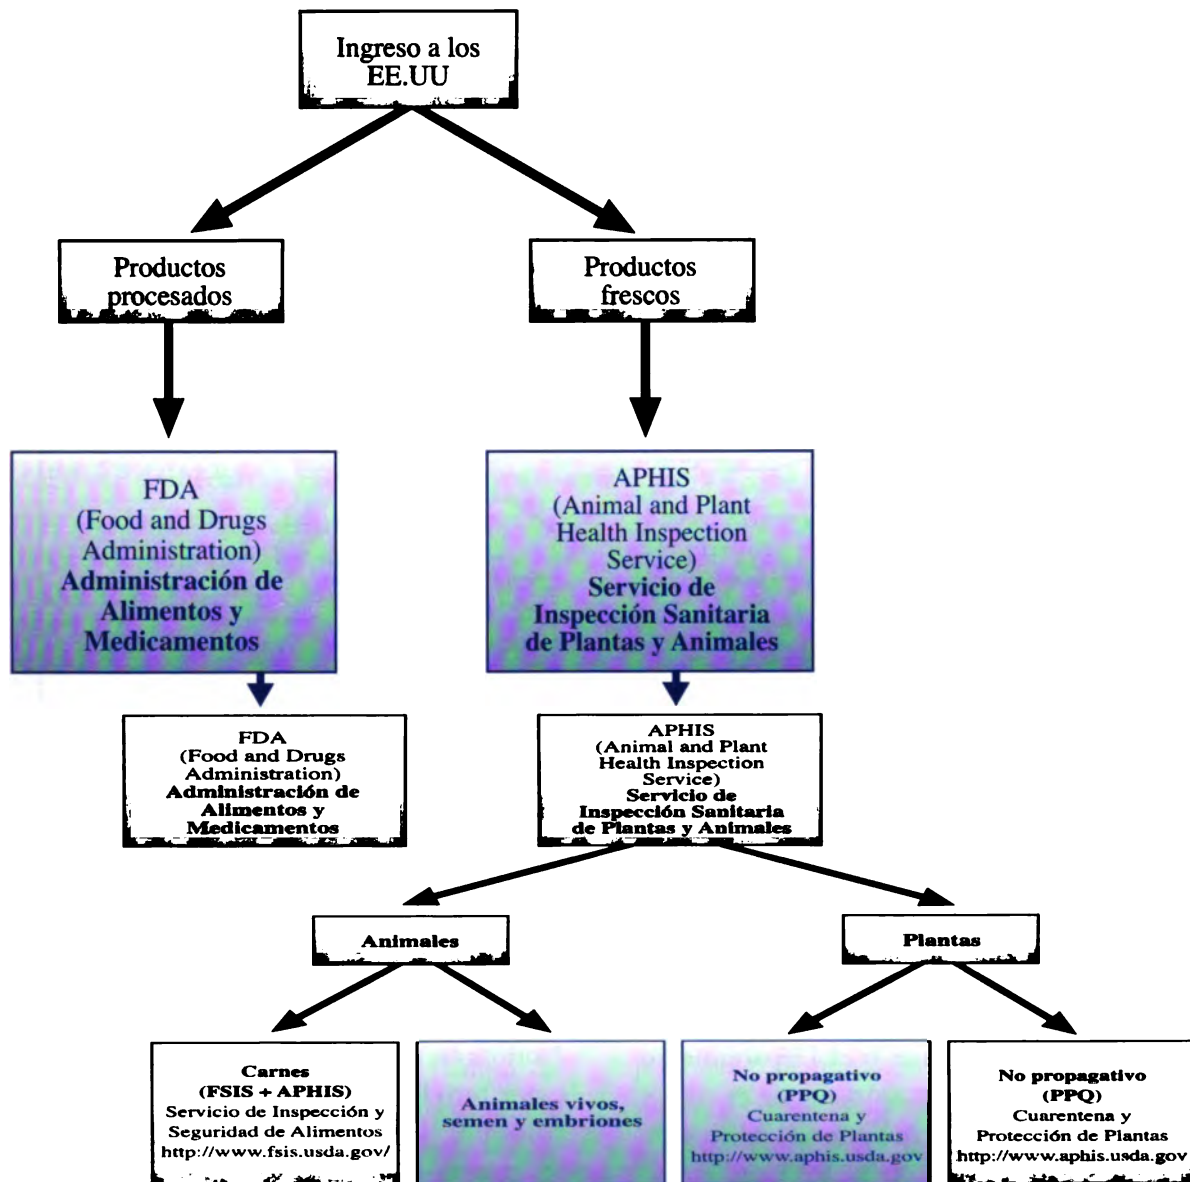 Ingreso a los
EE.UU
Productos
procesados
Productos
frescos
FDA
(Food and Drugs
Administration)
Administración de
Alimentos y
Medicamentos
APHIS
(Animal and Plant
Health Inspection
Service)
Servicio de
Inspección Sanitaria
de Plantas y Animales
FDA
(Food and Drugs
Administration)
Administración de
Alimentos y
Medicamentos
APHIS
(Animal and Plant
Health Inspection
Service)
Servicio de
Inspección Sanitaria
de Plantas y Animales
Animales
Plantas
Carnes
(FSIS + APHIS)
Servicio de Inspección y
Seguridad de Alimentos
http://www.fsis.usda.gov/
Animales vivos,
semen y embriones
No propagativo
(PPQ)
Cuarentena y
Protección de Plantas
http://www.aphis.usda.gov
No propagativo
(PPQ)
Cuarentena y
Protección de Plantas
http://www.aphis.usda.gov